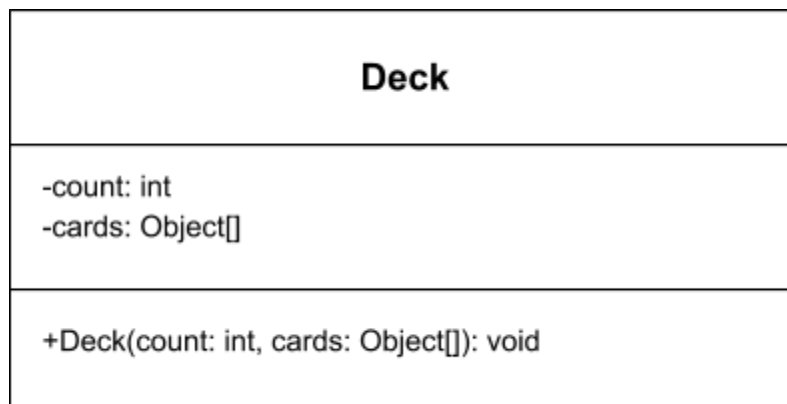 Deck
-count: int
-cards: Object[]
+Deck(count: int, cards: Object[]): void